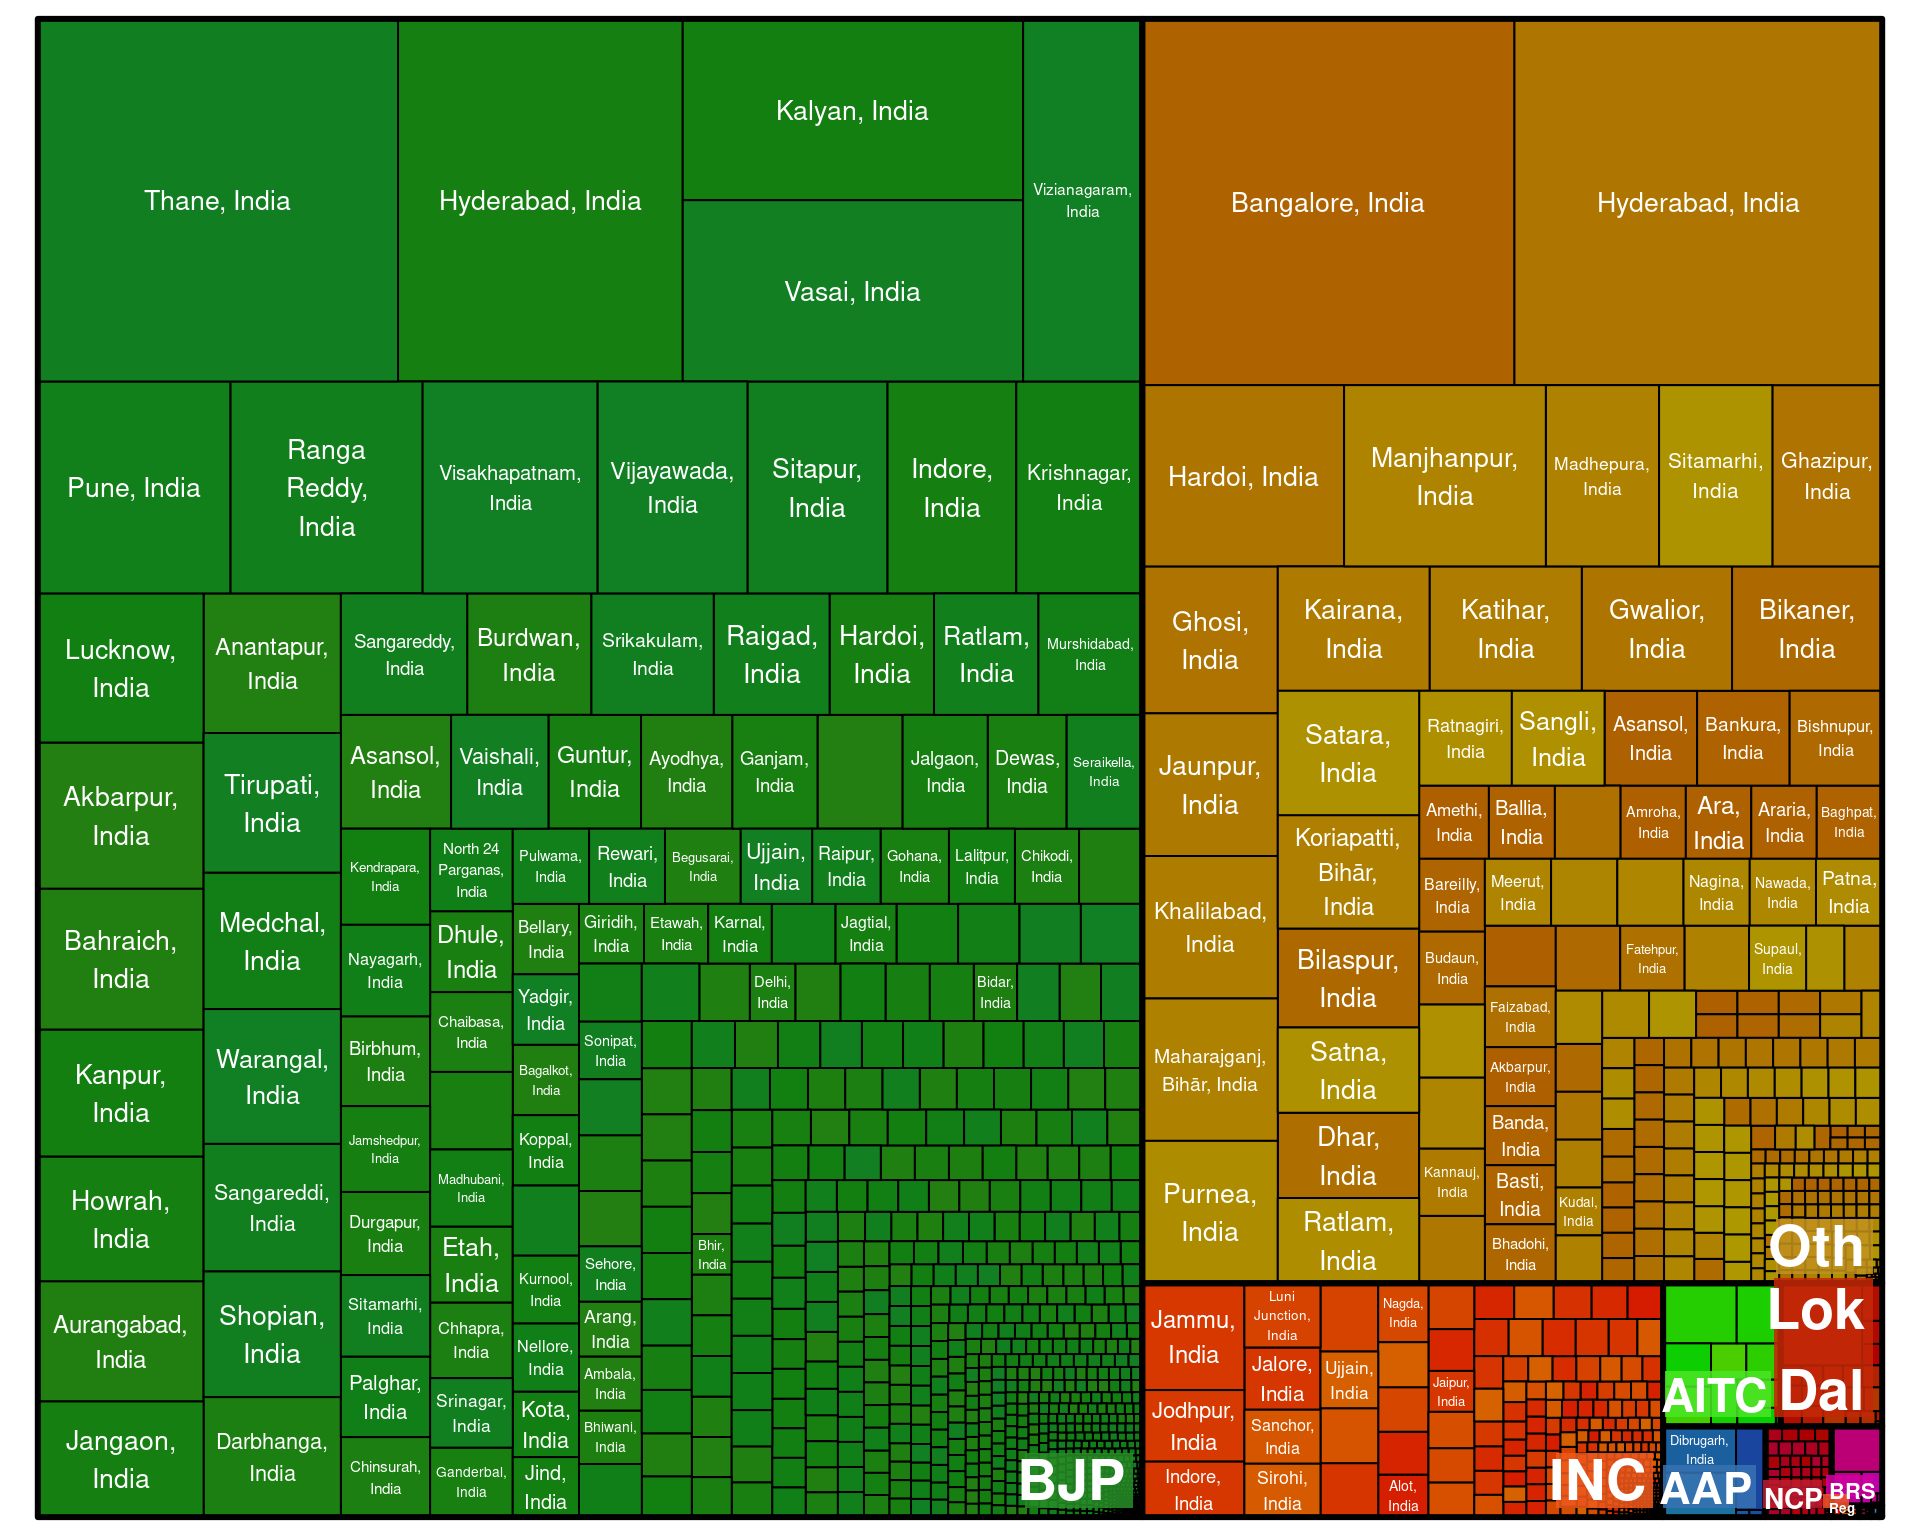 Thane, India
Hyderabad, India
Kalyan, India
Vasai, India
Vizianagaram,
India
Pune, India
Ranga
Reddy,
India
Visakhapatnam,
India
Vijayawada,
India
Sitapur,
India
Indore,
India
Krishnagar,
India
Lucknow,
India
Akbarpur,
India
Bahraich,
India
Kanpur,
India
Howrah,
India
Aurangabad,
India
Jangaon,
India
Anantapur,
India
Tirupati,
India
Medchal,
India
Warangal,
India
Sangareddi,
India
Shopian,
India
Darbhanga,
India
Sangareddy,
India
Burdwan,
India
Srikakulam,
India
Raigad,
India
Hardoi,
India
Ratlam,
India
Murshidabad,
India
Asansol,
India
Vaishali,
India
Guntur,
India
Ayodhya,
India
Ganjam,
India
Jalgaon,
India
Dewas,
India
Seraikella,
India
Kendrapara,
India
Nayagarh,
India
Birbhum,
India
Jamshedpur,
India
Durgapur,
India
Sitamarhi,
India
Palghar,
India
Chinsurah,
India
North 24
Parganas,
India
Dhule,
India
Chaibasa,
India
Madhubani,
India
Etah,
India
Chhapra,
India
Srinagar,
India
Ganderbal,
India
Pulwama,
India
Rewari,
India
Begusarai,
India
Ujjain,
India
Raipur,
India
Gohana,
India
Lalitpur,
India
Chikodi,
India
Bellary,
India
Yadgir,
India
Bagalkot,
India
Koppal,
India
Kurnool,
India
Nellore,
India
Kota,
India
Jind,
India
Giridih,
India
Etawah,
India
Karnal,
India
Jagtial,
India
Delhi,
India
Bidar,
India
Sonipat,
India
Sehore,
India
Arang,
India
Ambala,
India
Bhiwani,
India
Bhir,
India
BJP
Bangalore, India
Hyderabad, India
Hardoi, India
Manjhanpur,
India
Madhepura,
India
Sitamarhi,
India
Ghazipur,
India
Ghosi,
India
Jaunpur,
India
Khalilabad,
India
Maharajganj,
Bihār, India
Purnea,
India
Kairana,
India
Katihar,
India
Gwalior,
India
Bikaner,
India
Satara,
India
Koriapatti,
Bihār,
India
Bilaspur,
India
Satna,
India
Dhar,
India
Ratlam,
India
Ratnagiri,
India
Sangli,
India
Asansol,
India
Bankura,
India
Bishnupur,
India
Amethi,
India
Ballia,
India
Amroha,
India
Ara,
India
Araria,
India
Baghpat,
India
Bareilly,
India
Meerut,
India
Nagina,
India
Nawada,
India
Patna,
India
Budaun,
India
Fatehpur,
India
Supaul,
India
Faizabad,
India
Akbarpur,
India
Banda,
India
Kannauj,
India
Basti,
India
Kudal,
India
Bhadohi,
India
Oth
Jammu,
India
Jodhpur,
India
Indore,
India
Luni
Junction,
India
Jalore,
India
Sanchor,
India
Sirohi,
India
Ujjain,
India
Nagda,
India
Jaipur,
India
Alot,
India
INC
AITC
Lok
Dal
Dibrugarh,
India
AAP
NCP
BRS
Reg